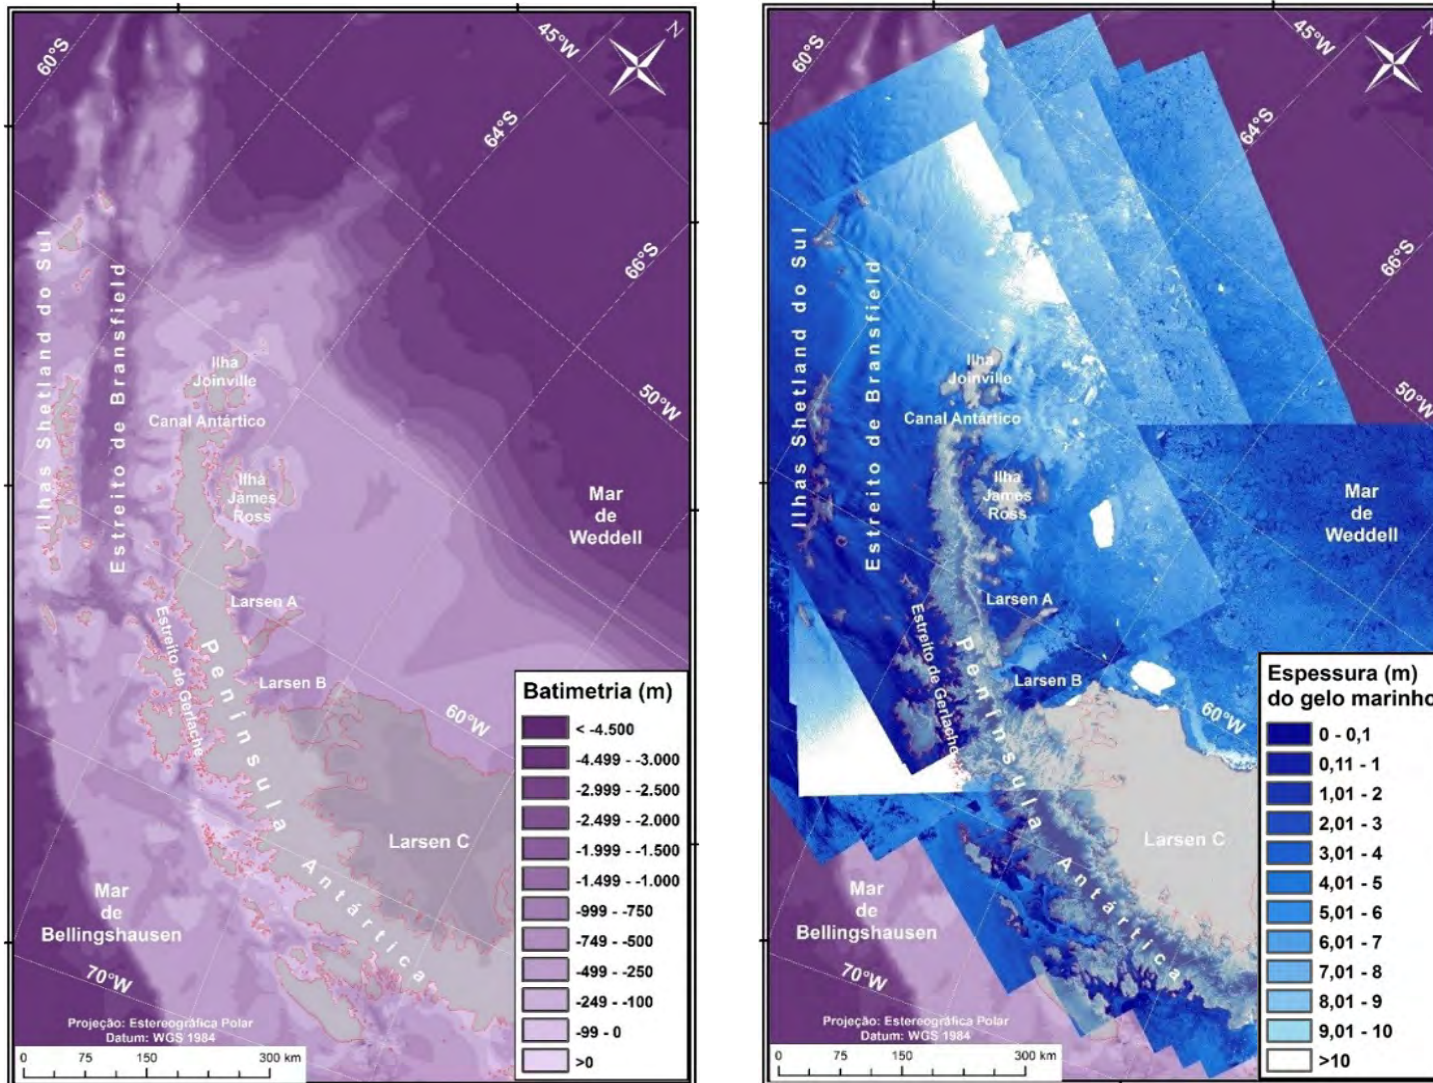 60°S
45°W
N
64°S
66°S
Ilhas Shetland do Sul
Estreito de Bransfield
Ilha
Joinville
Canal Antártico
50°W
Ilha
James
Ross
Mar
de
Weddell
Larsen A
Estreito de Gerlache
Península Antártica
Larsen B
60°W
Larsen C
Mar
de
Bellingshausen
70°W
Projeção: Estereográfica Polar
Datum: WGS 1984
0 75 150 300 km
Batimetria (m)
< -4.500
-4.499 - -3.000
-2.999 - -2.500
-2.499 - -2.000
-1.999 - -1.500
-1.499 - -1.000
-999 - -750
-749 - -500
-499 - -250
-249 - -100
-99 - 0
>0
60°S
45°W
N
64°S
66°S
Ilhas Shetland do Sul
Estreito de Bransfield
Ilha
Joinville
Canal Antártico
50°W
Ilha
James
Ross
Mar
de
Weddell
Larsen A
Estreito de Gerlache
Península Antártica
Larsen B
60°W
Larsen C
Mar
de
Bellingshausen
70°W
Projeção: Estereográfica Polar
Datum: WGS 1984
0 75 150 300 km
Espessura (m)
do gelo marinho
0 - 0,1
0,11 - 1
1,01 - 2
2,01 - 3
3,01 - 4
4,01 - 5
5,01 - 6
6,01 - 7
7,01 - 8
8,01 - 9
9,01 - 10
>10